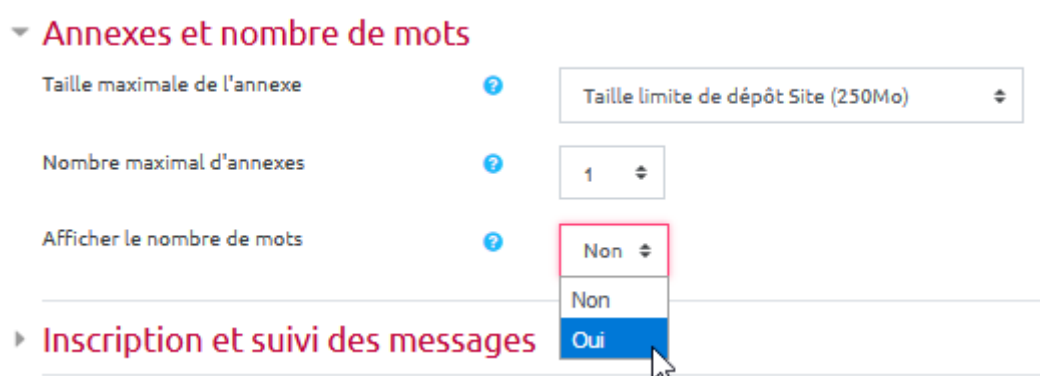 Annexes et nombre de mots
Taille maximale de l'annexe
Taille limite de dépôt Site (250Mo)
Nombre maximal d'annexes
1
Afficher le nombre de mots
Non
Non
Oui
Inscription et suivi des messages